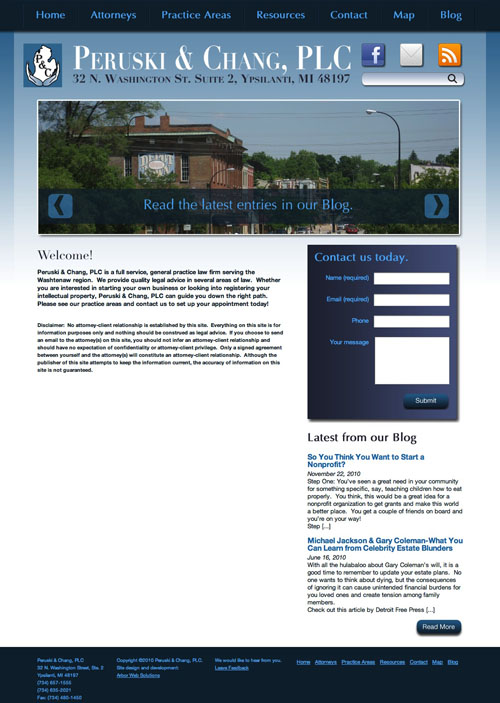 Home Attorneys Practice Areas Resources Contact Map Blog
P&C
Peruski & Chang, PLC
32 N. Washington St. Suite 2, Ypsilanti, MI 48197
Read the latest entries in our Blog.
Welcome!
Peruski & Chang, PLC is a full service, general practice law firm serving the
Washtenaw region. We provide quality legal advice in several areas of law. Whether
you are interested in starting your own business or looking into registering your
intellectual property, Peruski & Chang, PLC can guide you down the right path.
Please see our practice areas and contact us to set up your appointment today!
Disclaimer: No attorney-client relationship is established by this site. Everything on this site is for
information purposes only and nothing should be construed as legal advice. If you choose to send
an email to the attorney(s) on this site, you should not infer an attorney-client relationship and
should have no expectation of confidentiality or attorney-client privilege. Only a signed agreement
between yourself and the attorney(s) will constitute an attorney-client relationship. Although the
publisher of this site attempts to keep the information current, the accuracy of information on this
site is not guaranteed.
Contact us today.
Name (required)
Email (required)
Phone
Your message
Submit
Latest from our Blog
So You Think You Want to Start a
Nonprofit?
November 22, 2010
Step One: You've seen a great need in your community
for something specific, say, teaching children how to eat
properly. You think, this would be a great idea for a
nonprofit organization to get grants and make this world
a better place. You get a couple of friends on board and
you're on your way!
Step [...]
Michael Jackson & Gary Coleman-What You
Can Learn from Celebrity Estate Blunders
June 16, 2010
With all the hulabaloo about Gary Coleman's will, it is a
good time to remember to update your estate plans. No
one wants to think about dying, but the consequences
of ignoring it can cause unintended financial burdens for
you loved ones and create tension among family
members.
Check out this article by Detroit Free Press [...]
Read More
Peruski & Chang, PLC
32 N. Washington Street, Ste. 2
Ypsilanti, MI 48197
Copyright ©2010 Peruski & Chang, PLC.
Site design and development:
Arbor Web Solutions
We would like to hear from you.
Leave Feedback
Home Attorneys Practice Areas Resources Contact Map Blog